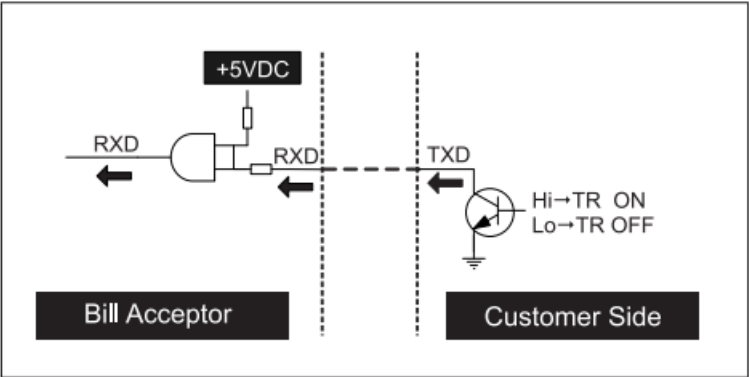 +5VDC
RXD
RXD
TXD
Hi→TR ON
Lo→TR OFF
Bill Acceptor
Customer Side